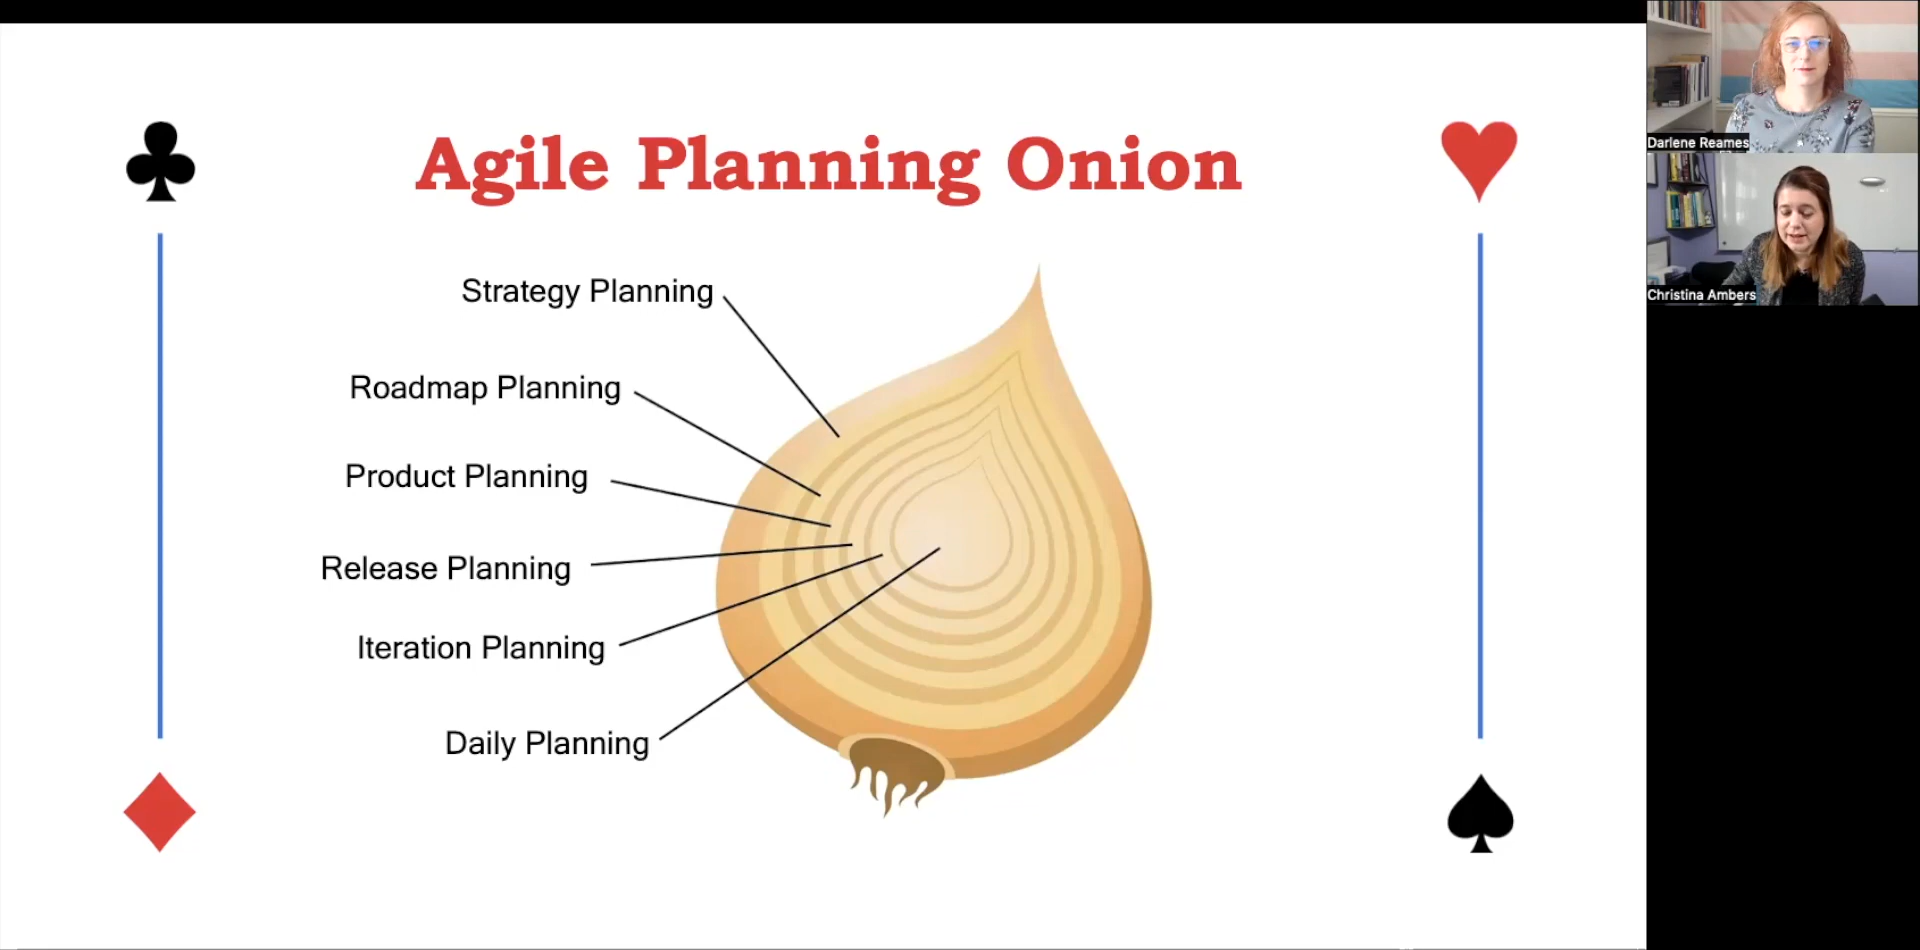 Agile Planning Onion
Strategy Planning
Roadmap Planning
Product Planning
Release Planning
Iteration Planning
Daily Planning
Darlene Reames
Christina Ambers